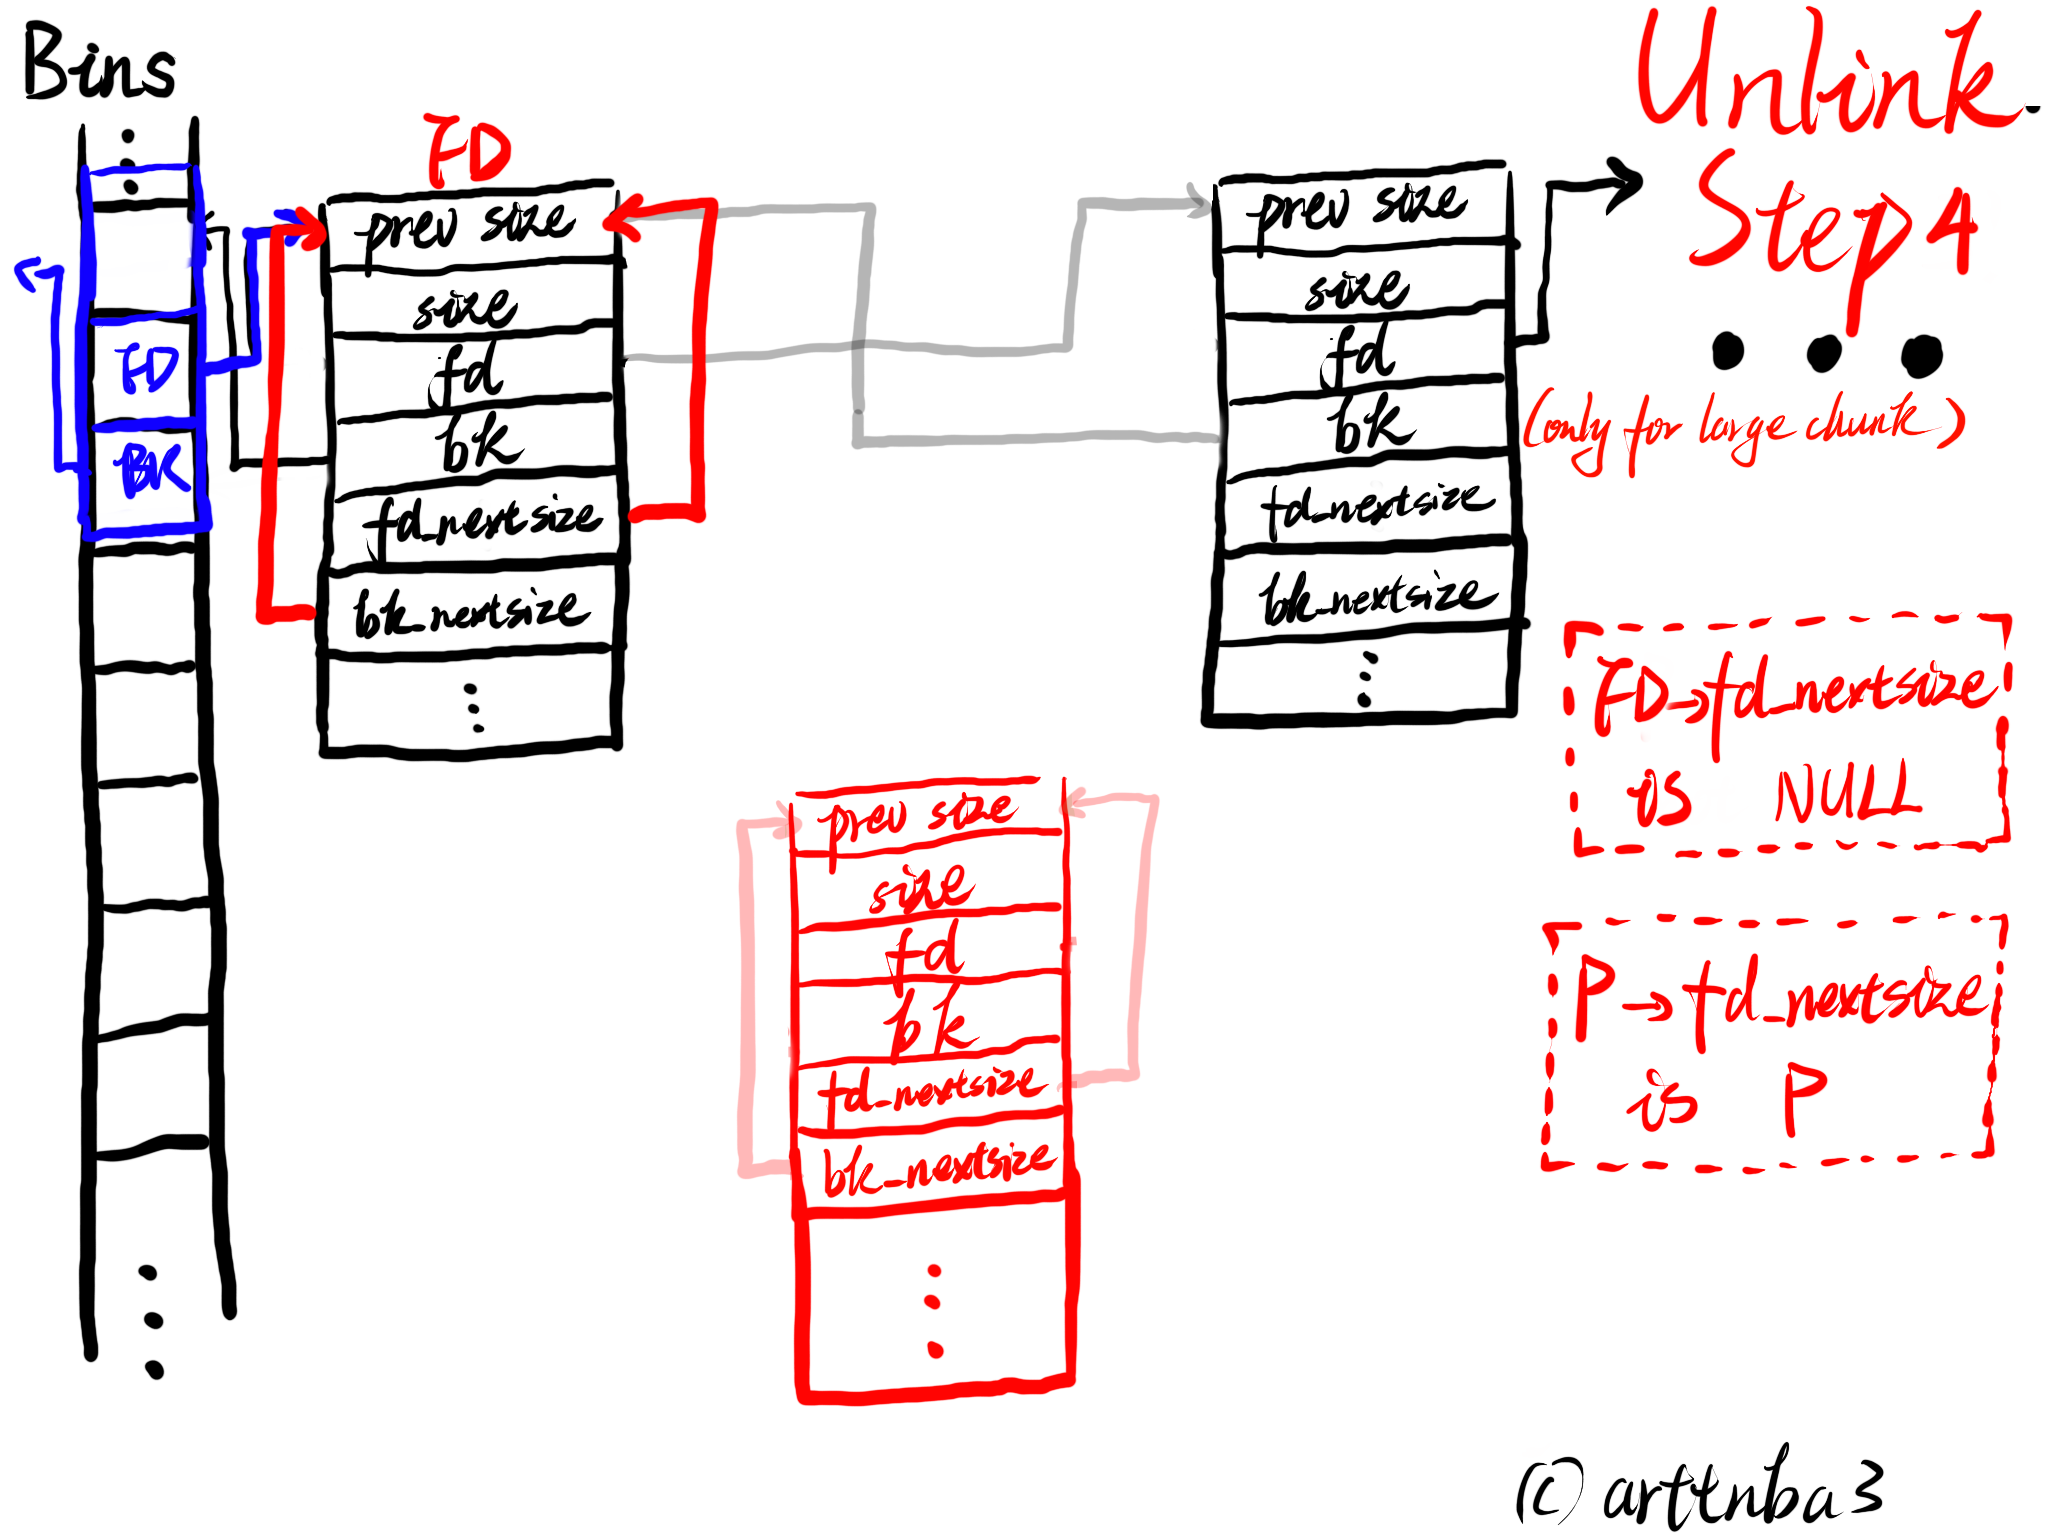 Bins
Unlink.
Step 4
(only for large chunk)
FD
prev size
size
fd
bk
fd_nextsize
bk_nextsize
FD
BK
prev size
size
fd
bk
fd_nextsize
bk_nextsize
FD→fd_nextsize
is NULL
prev size
size
fd
bk
fd_nextsize
bk_nextsize
P→fd_nextsize
is P
(c) arttnba3